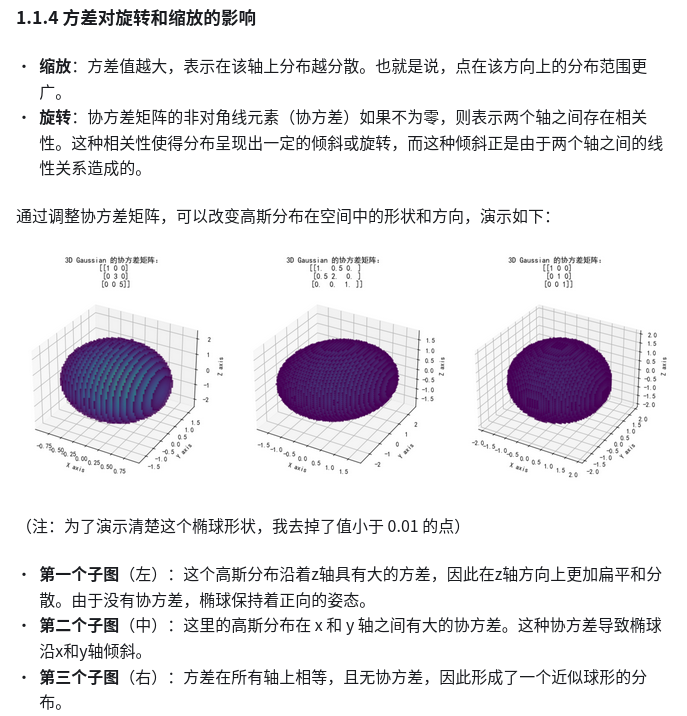 1.1.4 方差对旋转和缩放的影响
• 缩放：方差值越大，表示在该轴上分布越分散。也就是说，点在该方向上的分布范围更
广。
• 旋转：协方差矩阵的非对角线元素（协方差）如果不为零，则表示两个轴之间存在相关
性。这种相关性使得分布呈现出一定的倾斜或旋转，而这种倾斜正是由于两个轴之间的线
性关系造成的。
通过调整协方差矩阵，可以改变高斯分布在空间中的形状和方向，演示如下：
3D Gaussian 的协方差矩阵：
[[1 0 0]
[0 3 0]
[0 0 5]]
2
1
0
-1
-2
Z axis
1.5
1.0
0.5
0.0
-0.5
-1.0
-1.5
Y axis
-0.75
-0.50
-0.25
0.00
0.25
0.50
0.75
X axis
3D Gaussian 的协方差矩阵：
[[1. 0.5 0. ]
[0.5 2. 0. ]
[0. 0. 1. ]]
1.5
1.0
0.5
0.0
-0.5
-1.0
-1.5
Z axis
2
1
0
-1
-2
Y axis
-1.5
-1.0
-0.5
0.0
0.5
1.0
1.5
X axis
3D Gaussian 的协方差矩阵：
[[1 0 0]
[0 1 0]
[0 0 1]]
2.0
1.5
1.0
0.5
0.0
-0.5
-1.0
-1.5
-2.0
Z axis
2.0
1.5
1.0
0.5
0.0
-0.5
-1.0
-1.5
-2.0
Y axis
-2.0
-1.5
-1.0
-0.5
0.0
0.5
1.0
1.5
2.0
X axis
（注：为了演示清楚这个椭球形状，我去掉了值小于 0.01 的点）
• 第一个子图（左）：这个高斯分布沿着z轴具有大的方差，因此在z轴方向上更加扁平和分
散。由于没有协方差，椭球保持着正向的姿态。
• 第二个子图（中）：这里的高斯分布在 x 和 y 轴之间有大的协方差。这种协方差导致椭球
沿x和y轴倾斜。
• 第三个子图（右）：方差在所有轴上相等，且无协方差，因此形成了一个近似球形的分
布。